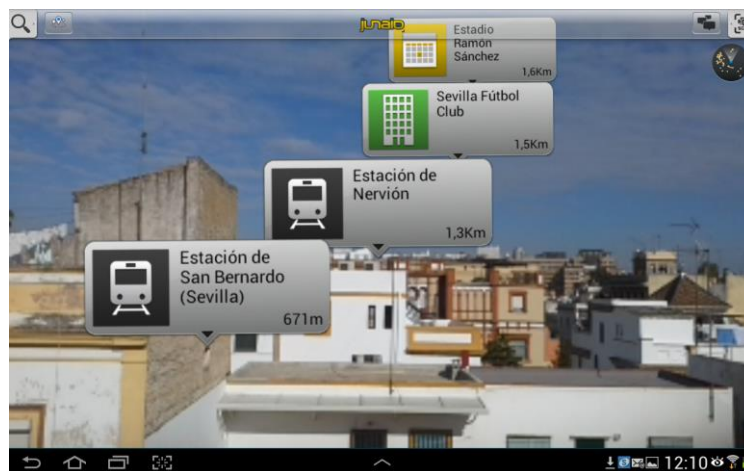 junaio
Estadio
Ramón
Sánchez
1,6Km
Sevilla Fútbol
Club
1,5Km
Estación de
Nervión
1,3Km
Estación de
San Bernardo
(Sevilla)
671m
12:10